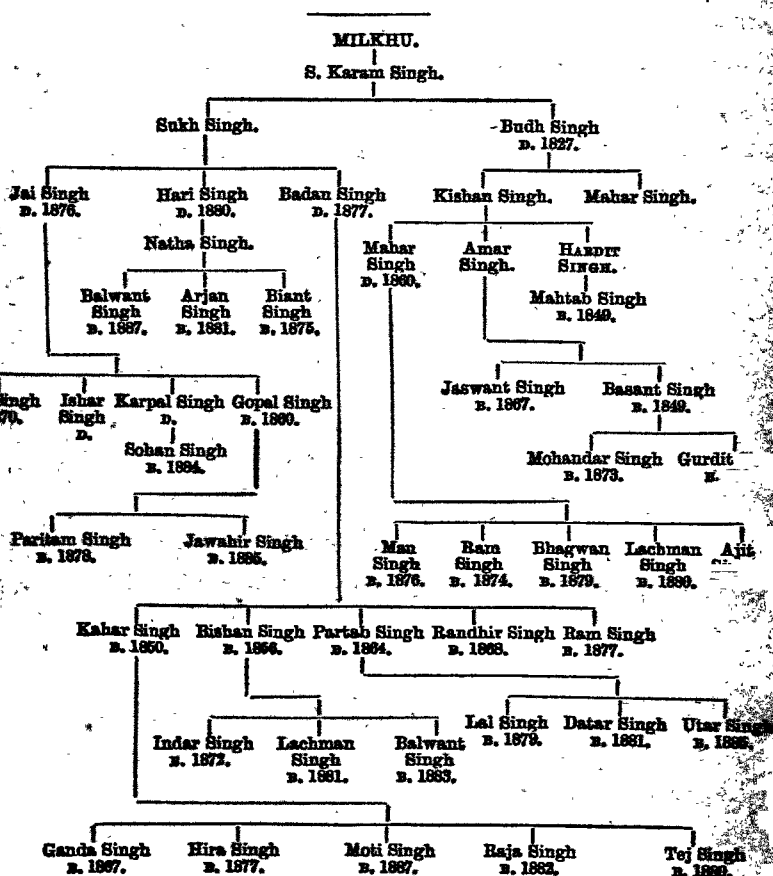 MILKHU.
S. Karam Singh.
Sukh Singh.
Budh Singh
D. 1827.
Jai Singh
D. 1876.
Hari Singh
D. 1880.
Badan Singh
D. 1877.
Kishan Singh.
Mahar Singh.
Natha Singh.
Mahar
Singh
D. 1860.
Amar
Singh.
HARDIT
SINGH.
Balwant
Singh
B. 1887.
Arjan
Singh
B. 1881.
Biant
Singh
B. 1875.
Mahtab Singh
B. 1849.
Jaswant Singh
B. 1867.
Basant Singh
B. 1849.
Singh
70.
Ishar
Singh
D.
Karpal Singh
D.
Gopal Singh
B. 1860.
Sohan Singh
B. 1884.
Mohandar Singh
B. 1873.
Gurdit
Paritam Singh
B. 1878.
Jawahir Singh
B. 1885.
Man
Singh
B. 1876.
Ram
Singh
B. 1874.
Bhagwan
Singh
B. 1879.
Lachman
Singh
B. 1880.
Ajit
Kahar Singh
B. 1850.
Bishan Singh
B. 1856.
Partab Singh
B. 1864.
Randhir Singh
B. 1868.
Ram Singh
B. 1877.
Indar Singh
B. 1872.
Lachman
Singh
B. 1881.
Balwant
Singh
B. 1883.
Lal Singh
B. 1879.
Datar Singh
B. 1881.
Utar Singh
Ganda Singh
B. 1867.
Hira Singh
B. 1877.
Moti Singh
B. 1887.
Raja Singh
B. 1882.
Tej Singh